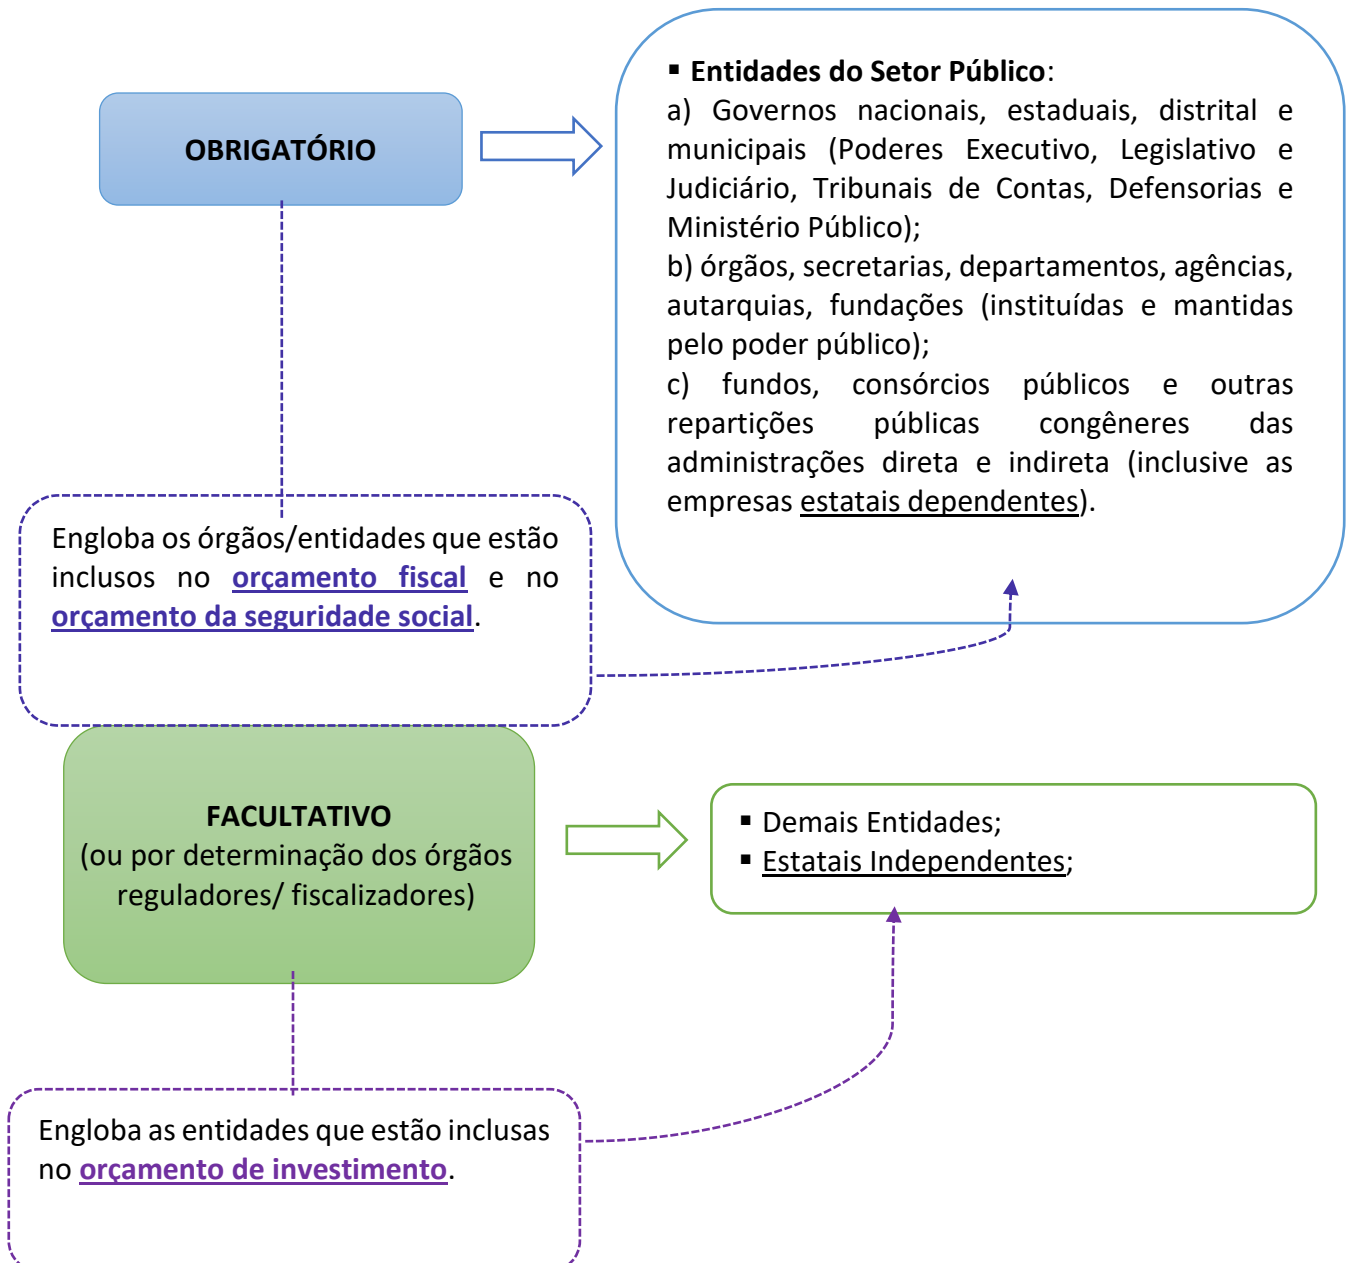 OBRIGATÓRIO
▪ Entidades do Setor Público:
a) Governos nacionais, estaduais, distrital e
municipais (Poderes Executivo, Legislativo e
Judiciário, Tribunais de Contas, Defensorias e
Ministério Público);
b) órgãos, secretarias, departamentos, agências,
autarquias, fundações (instituídas e mantidas
pelo poder público);
c) fundos, consórcios públicos e outras
repartições públicas congêneres das
administrações direta e indireta (inclusive as
empresas estatais dependentes).
Engloba os órgãos/entidades que estão
inclusos no orçamento fiscal e no
orçamento da seguridade social.
FACULTATIVO
(ou por determinação dos órgãos
reguladores/ fiscalizadores)
▪ Demais Entidades;
▪ Estatais Independentes;
Engloba as entidades que estão inclusas
no orçamento de investimento.